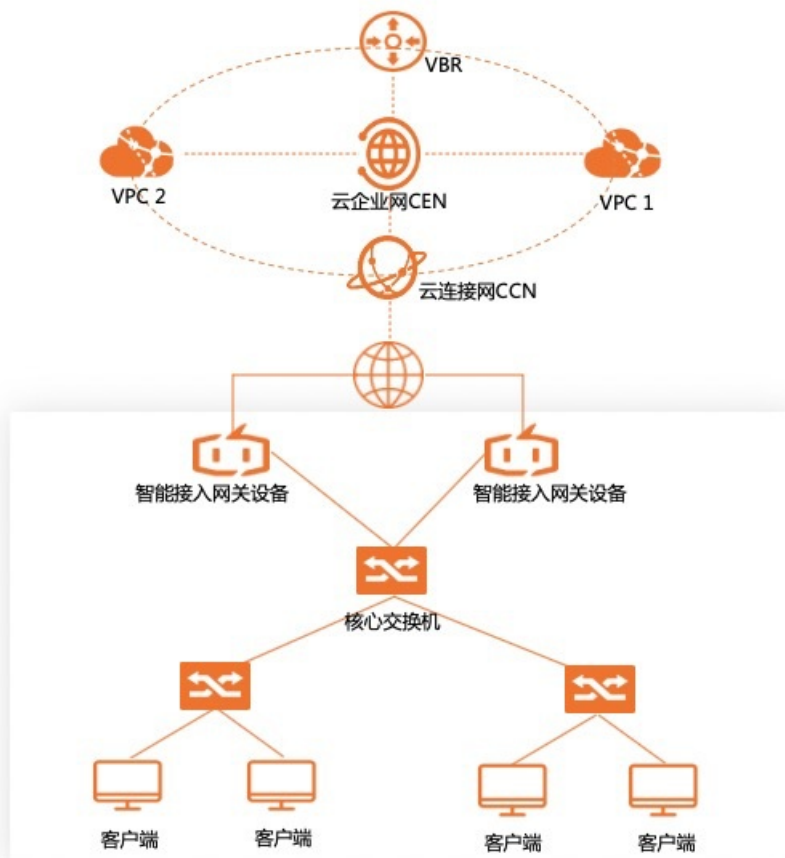 VBR
VPC 2
云企业网CEN
VPC 1
云连接网CCN
智能接入网关设备
智能接入网关设备
核心交换机
客户端
客户端
客户端
客户端